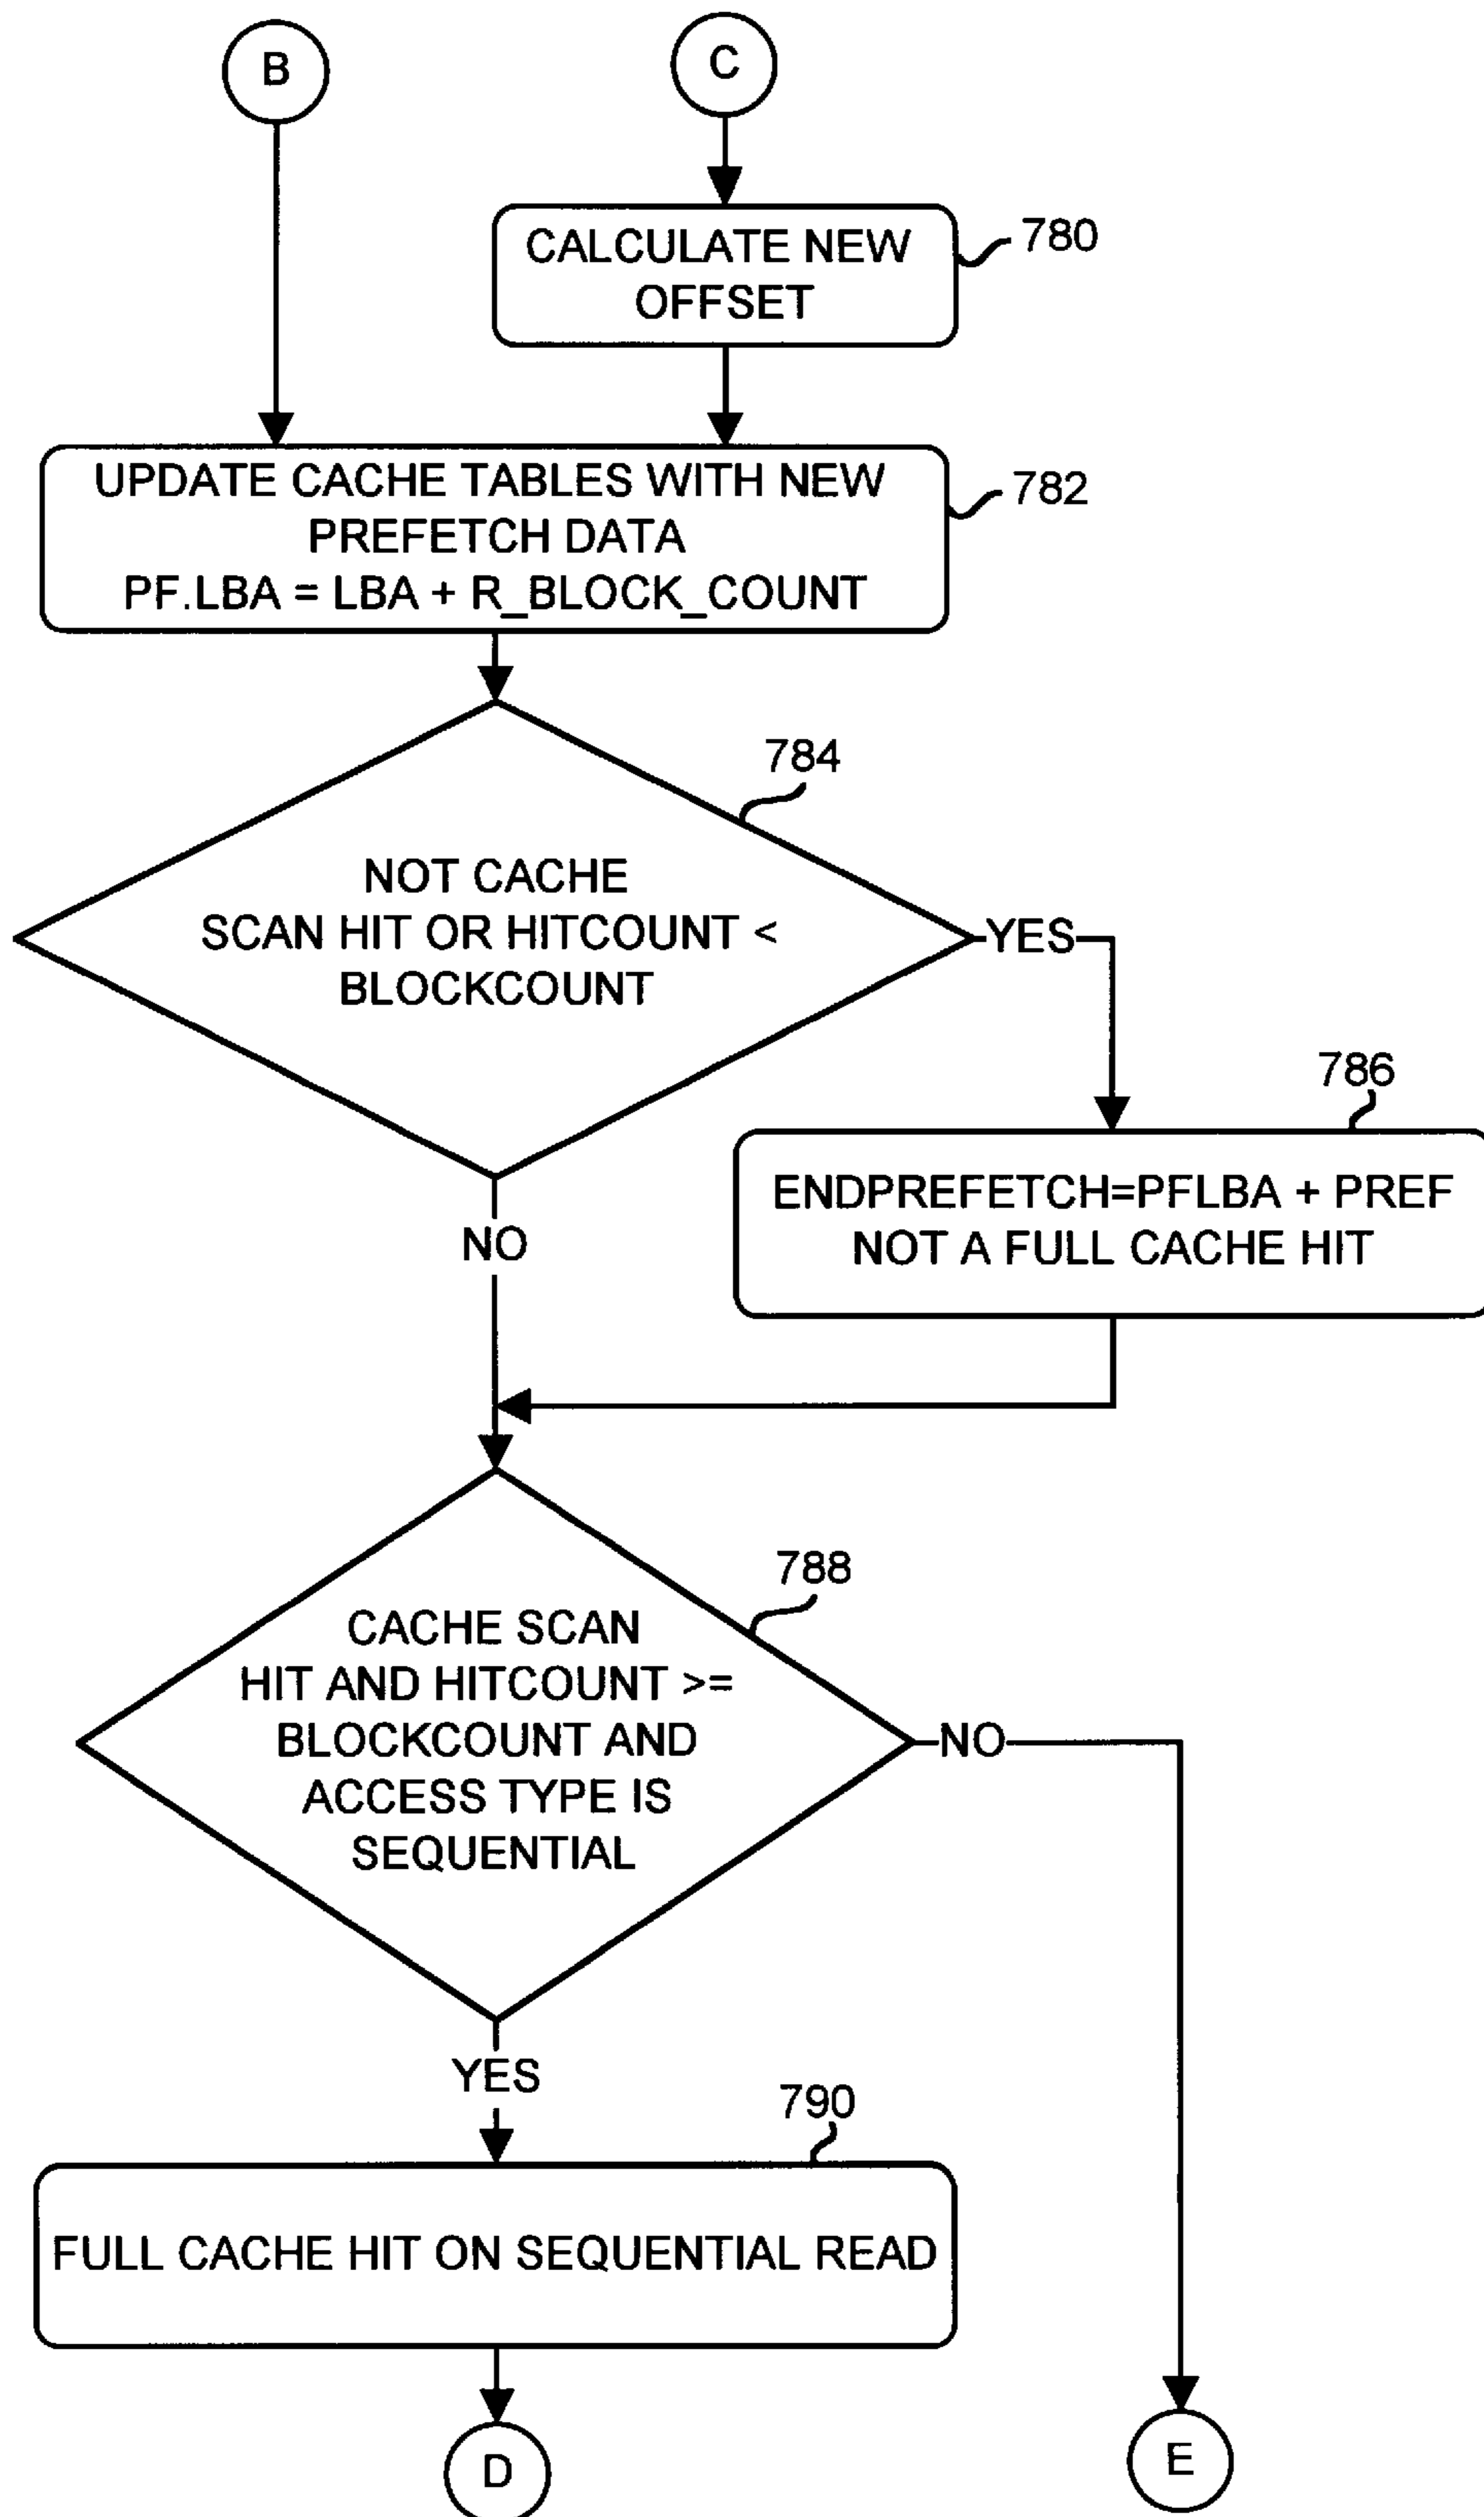 B
C
CALCULATE NEW
OFFSET
780
UPDATE CACHE TABLES WITH NEW
PREFETCH DATA
PF.LBA = LBA + R_BLOCK_COUNT
782
784
NOT CACHE
SCAN HIT OR HITCOUNT <
BLOCKCOUNT
YES
786
ENDPREFETCH=PFLBA + PREF
NOT A FULL CACHE HIT
NO
788
CACHE SCAN
HIT AND HITCOUNT >=
BLOCKCOUNT AND
ACCESS TYPE IS
SEQUENTIAL
NO
YES
790
FULL CACHE HIT ON SEQUENTIAL READ
D
E